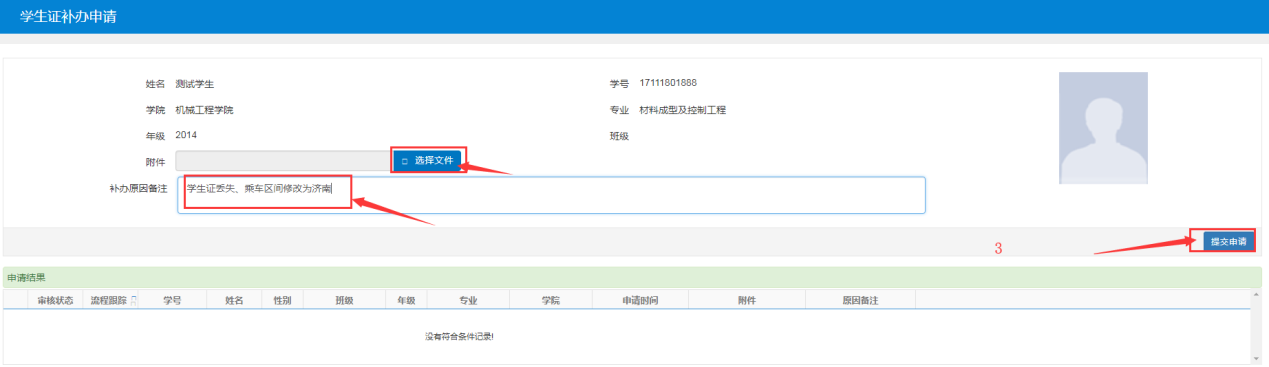 学生证补办申请
姓名 测试学生 学号 17111801888
学院 机械工程学院 专业 材料成型及控制工程
年级 2014 班级
附件 选择文件
补办原因备注 学生证丢失、乘车区间修改为济南
3 提交申请
申请结果
审核状态 流程跟踪 学号 姓名 性别 班级 年级 专业 学院 申请时间 附件 原因备注
没有符合条件记录!